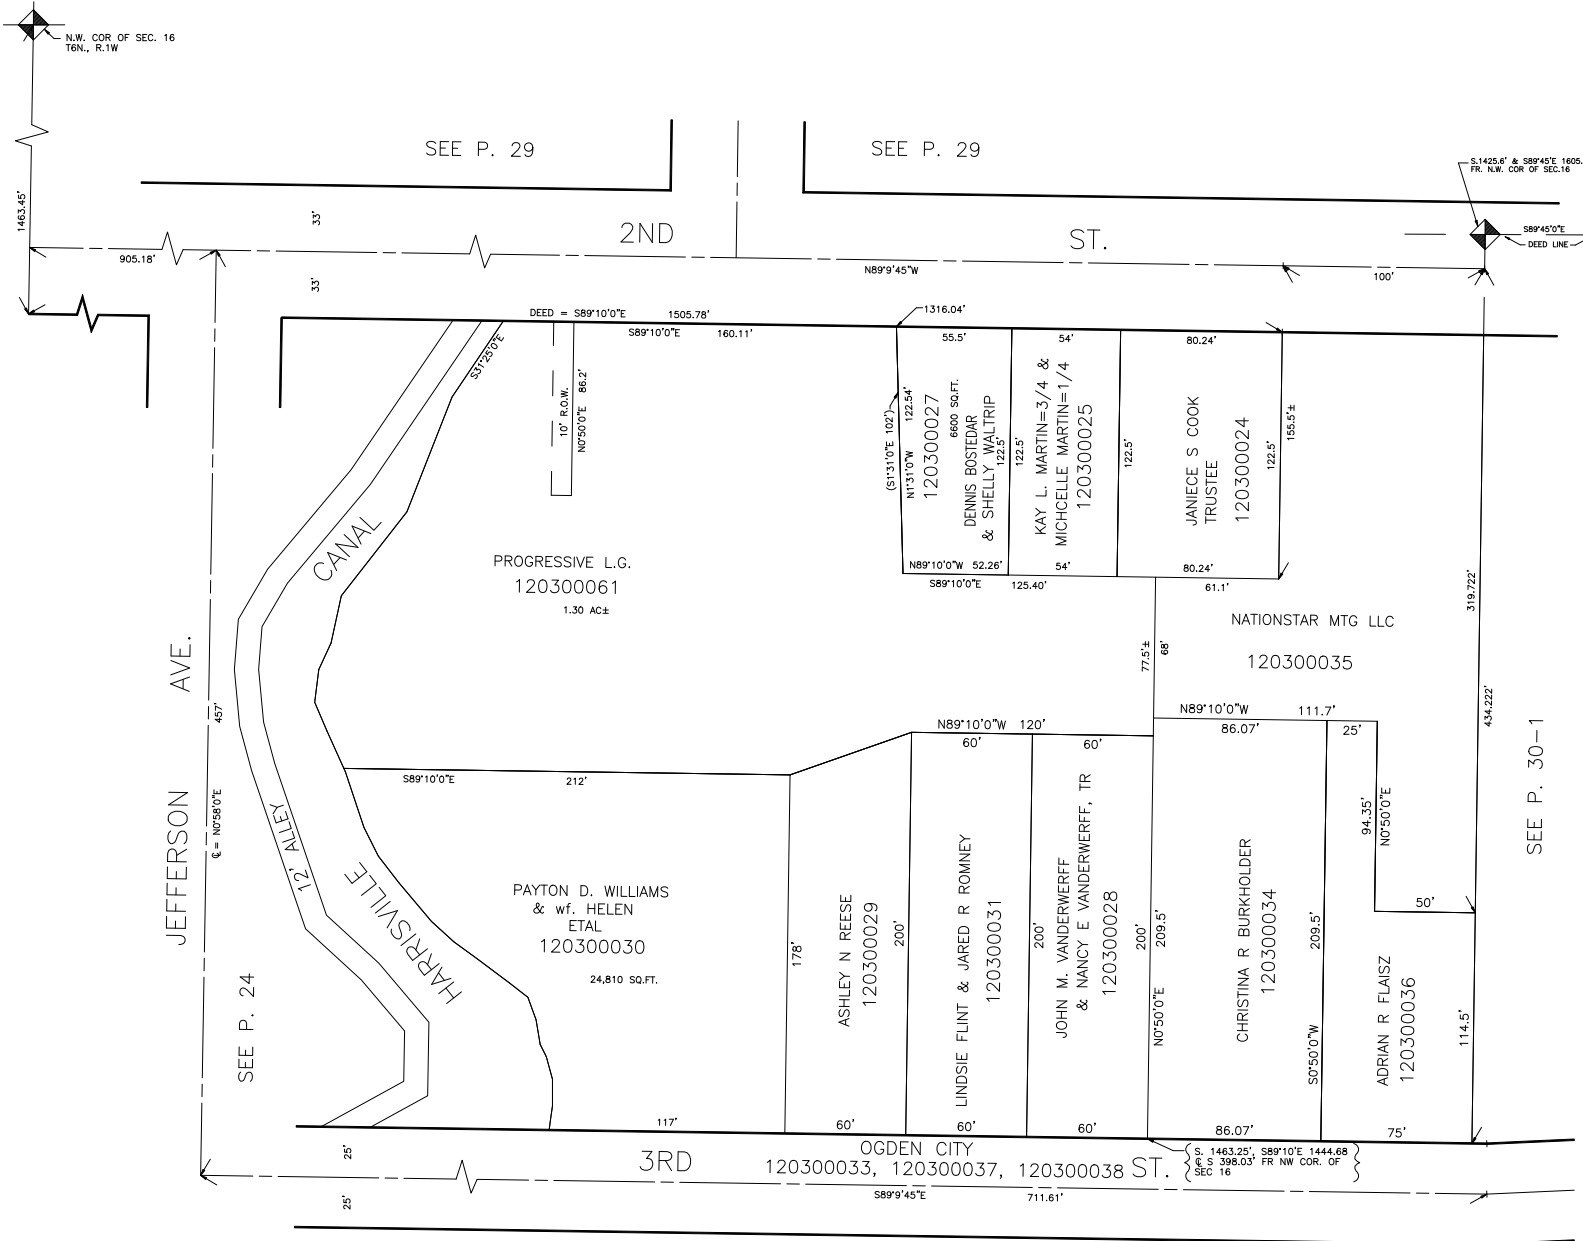 N.W. COR OF SEC. 16
T6N., R.1W
SEE P. 29
SEE P. 29
S.1425.6' & S89°45'E 1605.
FR. N.W. COR OF SEC.16
1463.45'
33'
2ND
ST.
S89°45'0"E
DEED LINE
905.18'
N89°9'45"W
100'
33'
DEED = S89°10'0"E
1505.78'
1316.04'
S89°10'0"E
160.11'
55.5'
54'
80.24'
S31°25'0"E
10' R.O.W.
N0°50'0"E 86.2'
(S1°31'0"E 102')
N1°31'0"W 122.54'
120300027
6600 SQ.FT.
DENNIS BOSTEDAR
& SHELLY WALTRIP
122.5'
122.5'
KAY L. MARTIN=3/4 &
MICHCELLE MARTIN=1/4
120300025
122.5'
JANIECE S COOK
TRUSTEE
120300024
122.5'
155.5'±
CANAL
PROGRESSIVE L.G.
120300061
1.30 AC±
N89°10'0"W 52.26'
54'
80.24'
S89°10'0"E
125.40'
61.1'
319.722'
NATIONSTAR MTG LLC
120300035
77.5'±
68'
JEFFERSON AVE.
457'
℄ = N0°58'0"E
N89°10'0"W
111.7'
434.222'
SEE P. 30-1
N89°10'0"W 120'
86.07'
25'
60'
60'
S89°10'0"E
212'
12' ALLEY
HARRISVILLE
94.35'
N0°50'0"E
PAYTON D. WILLIAMS
& wf. HELEN
ETAL
120300030
24,810 SQ.FT.
178'
ASHLEY N REESE
120300029
200'
LINDSIE FLINT & JARED R ROMNEY
120300031
200'
JOHN M. VANDERWERFF
& NANCY E VANDERWERFF, TR
120300028
200'
209.5'
N0°50'0"E
CHRISTINA R BURKHOLDER
120300034
209.5'
S0°50'0"W
50'
ADRIAN R FLAISZ
120300036
114.5'
SEE P. 24
117'
60'
60'
60'
86.07'
75'
25'
3RD
OGDEN CITY
120300033, 120300037, 120300038
ST.
S. 1463.25', S89°10'E 1444.68
℄ S 398.03' FR NW COR. OF
SEC 16
S89°9'45"E
711.61'
25'